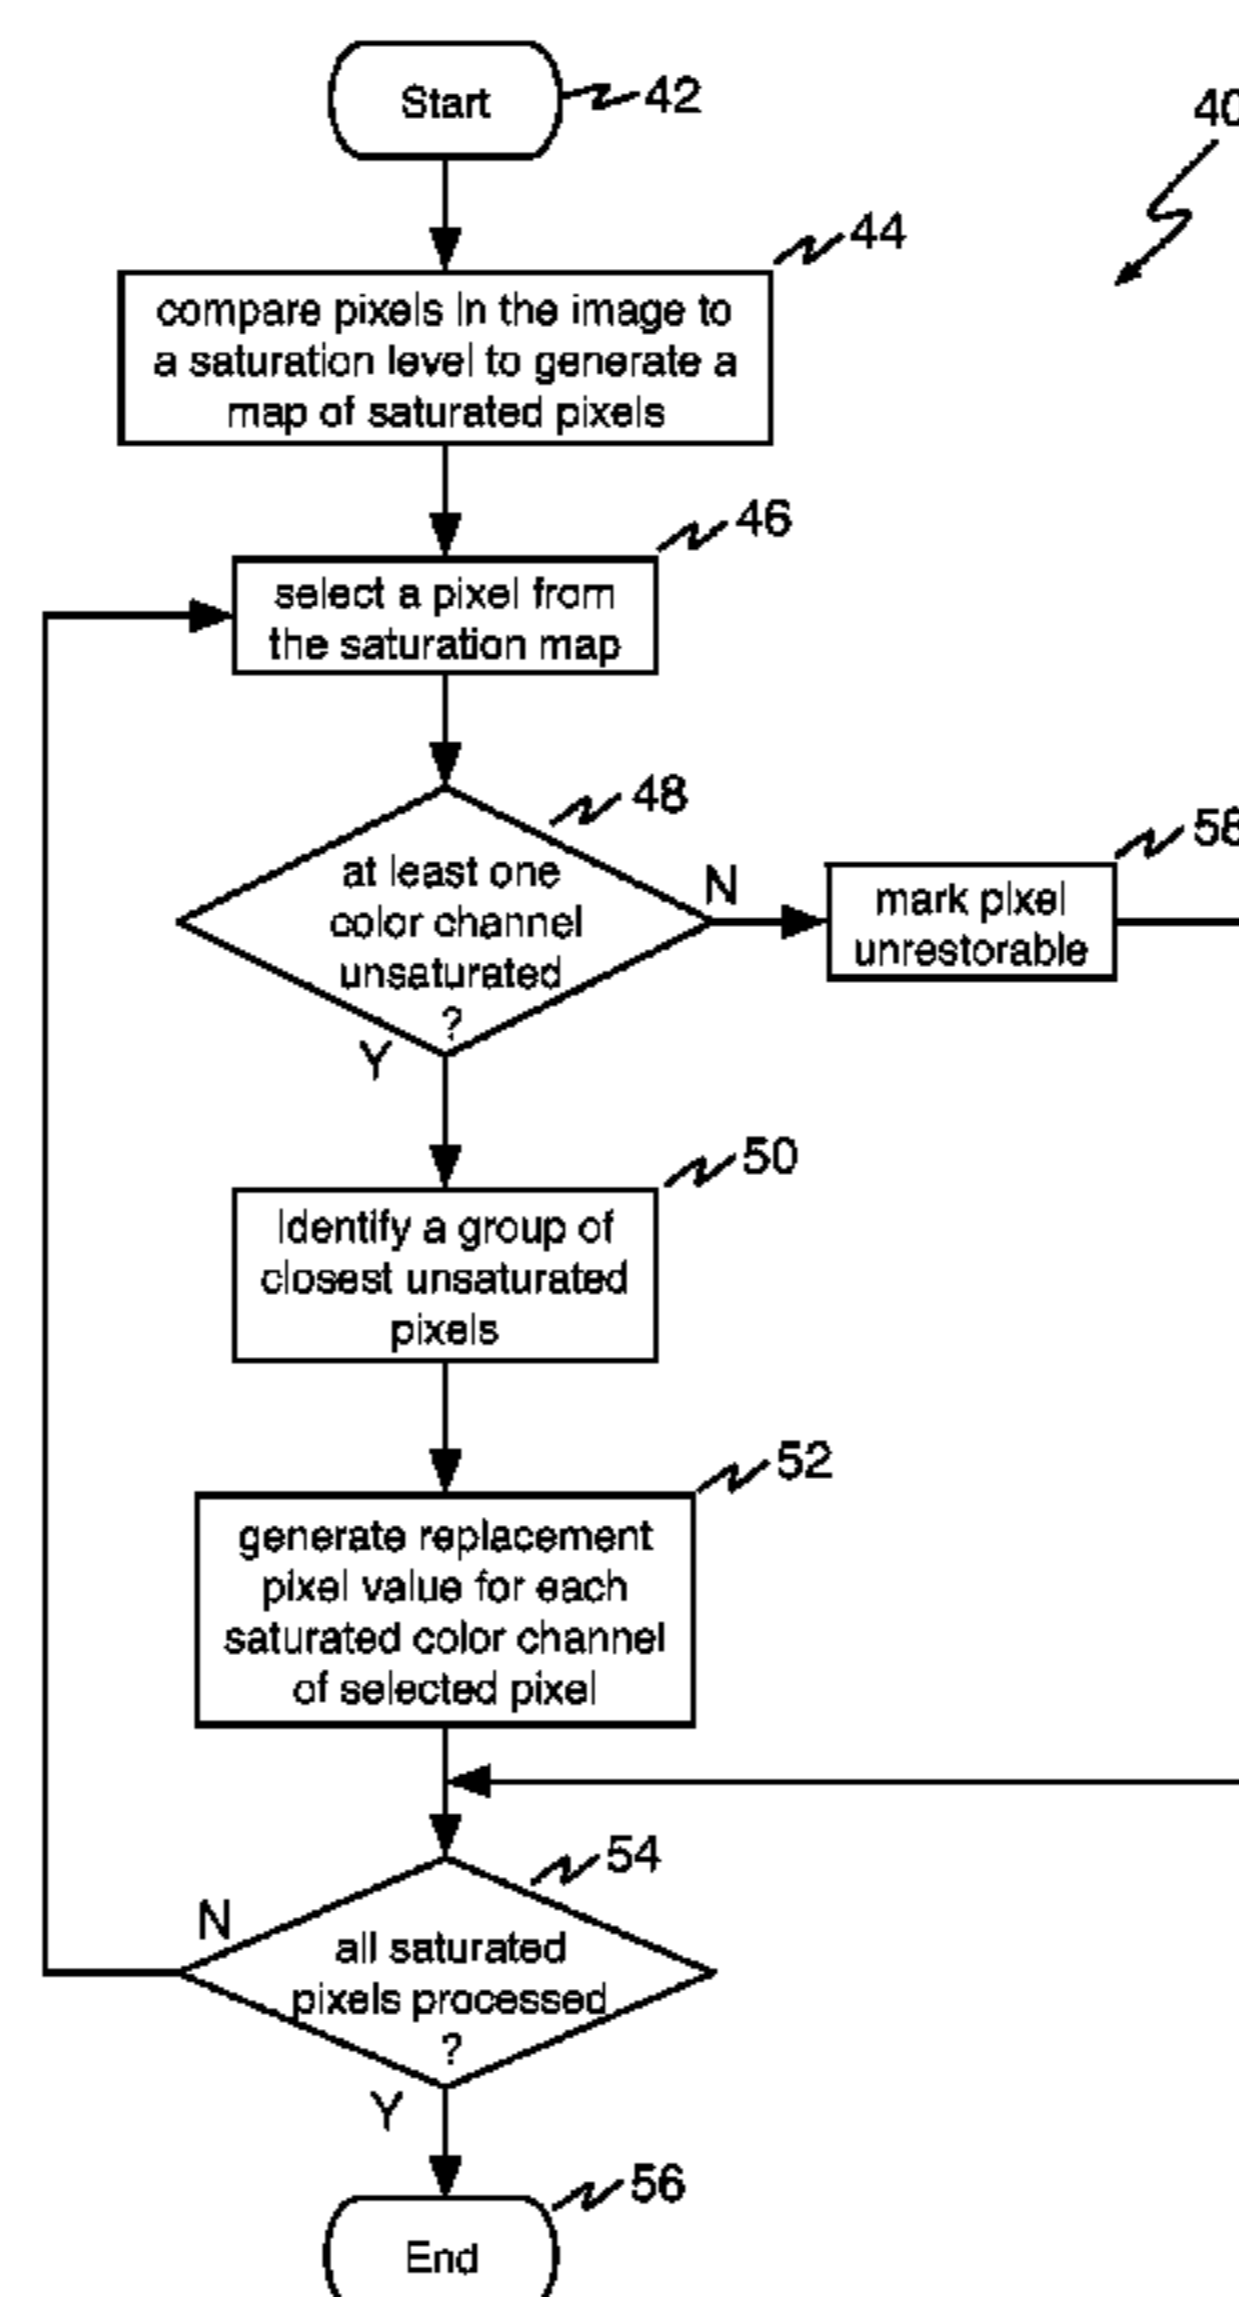 Start
42
40
44
compare pixels in the image to
a saturation level to generate a
map of saturated pixels
46
select a pixel from
the saturation map
48
at least one
color channel
unsaturated
?
N
Y
58
mark pixel
unrestorable
50
Identify a group of
closest unsaturated
pixels
52
generate replacement
pixel value for each
saturated color channel
of selected pixel
54
N
all saturated
pixels processed
?
Y
56
End